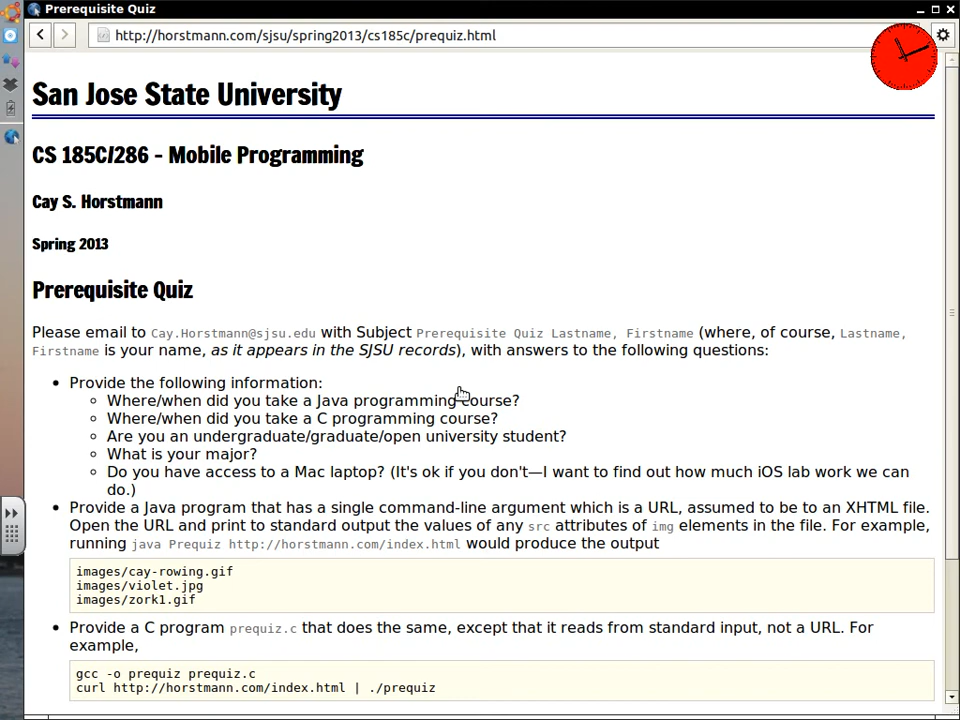 Prerequisite Quiz
http://horstmann.com/sjsu/spring2013/cs185c/prequiz.html
San Jose State University
CS 185C/286 - Mobile Programming
Cay S. Horstmann
Spring 2013
Prerequisite Quiz
Please email to Cay.Horstmann@sjsu.edu with Subject Prerequisite Quiz Lastname, Firstname (where, of course, Lastname,
Firstname is your name, as it appears in the SJSU records), with answers to the following questions:
• Provide the following information:
◦ Where/when did you take a Java programming course?
◦ Where/when did you take a C programming course?
◦ Are you an undergraduate/graduate/open university student?
◦ What is your major?
◦ Do you have access to a Mac laptop? (It's ok if you don't—I want to find out how much iOS lab work we can
do.)
• Provide a Java program that has a single command-line argument which is a URL, assumed to be to an XHTML file.
Open the URL and print to standard output the values of any src attributes of img elements in the file. For example,
running java Prequiz http://horstmann.com/index.html would produce the output
images/cay-rowing.gif
images/violet.jpg
images/zork1.gif
• Provide a C program prequiz.c that does the same, except that it reads from standard input, not a URL. For
example,
gcc -o prequiz prequiz.c
curl http://horstmann.com/index.html | ./prequiz